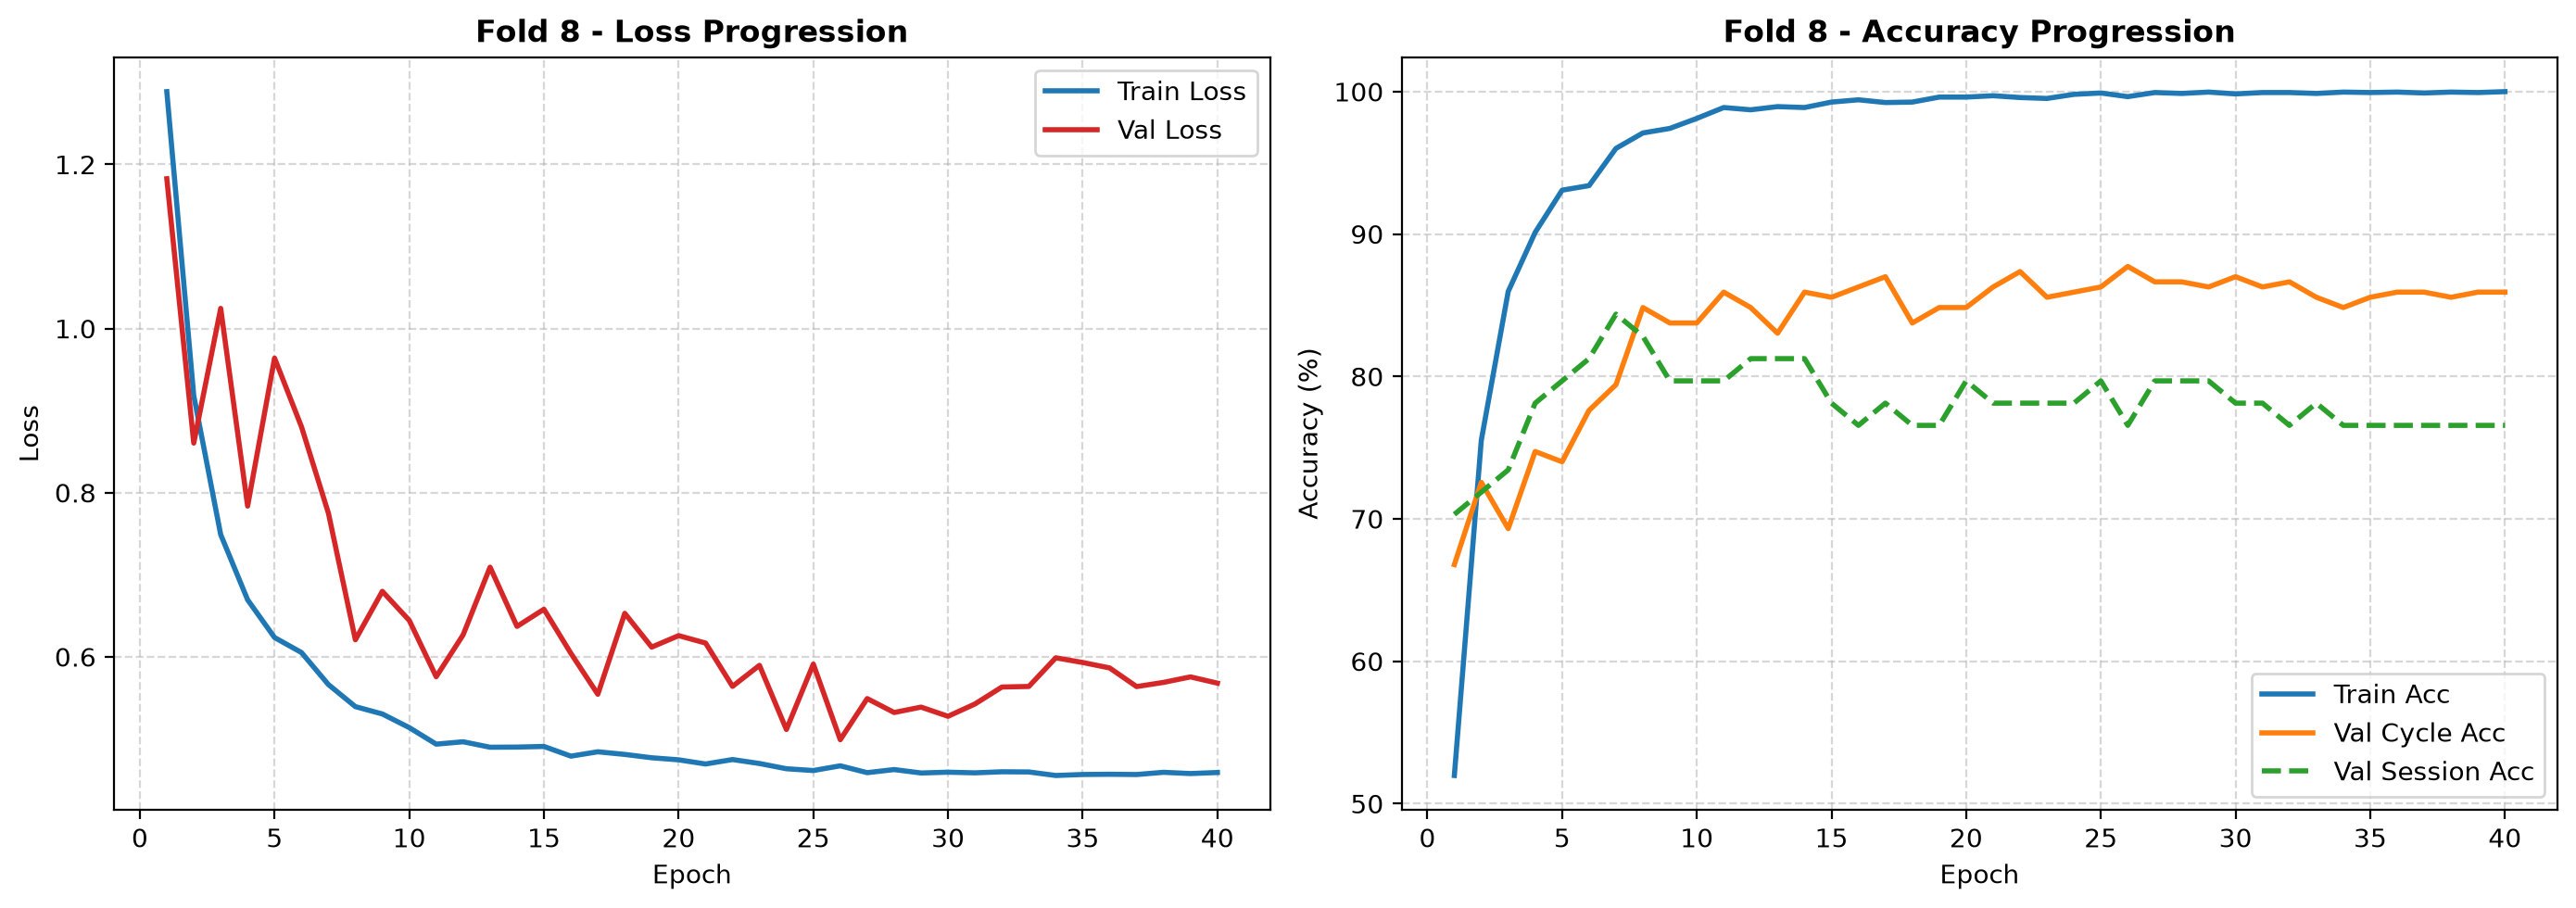 Fold 8 - Loss Progression
Train Loss
Val Loss
1.2
1.0
0.8
0.6
Loss
0 5 10 15 20 25 30 35 40
Epoch
Fold 8 - Accuracy Progression
100
90
80
70
60
50
Accuracy (%)
Train Acc
Val Cycle Acc
Val Session Acc
0 5 10 15 20 25 30 35 40
Epoch